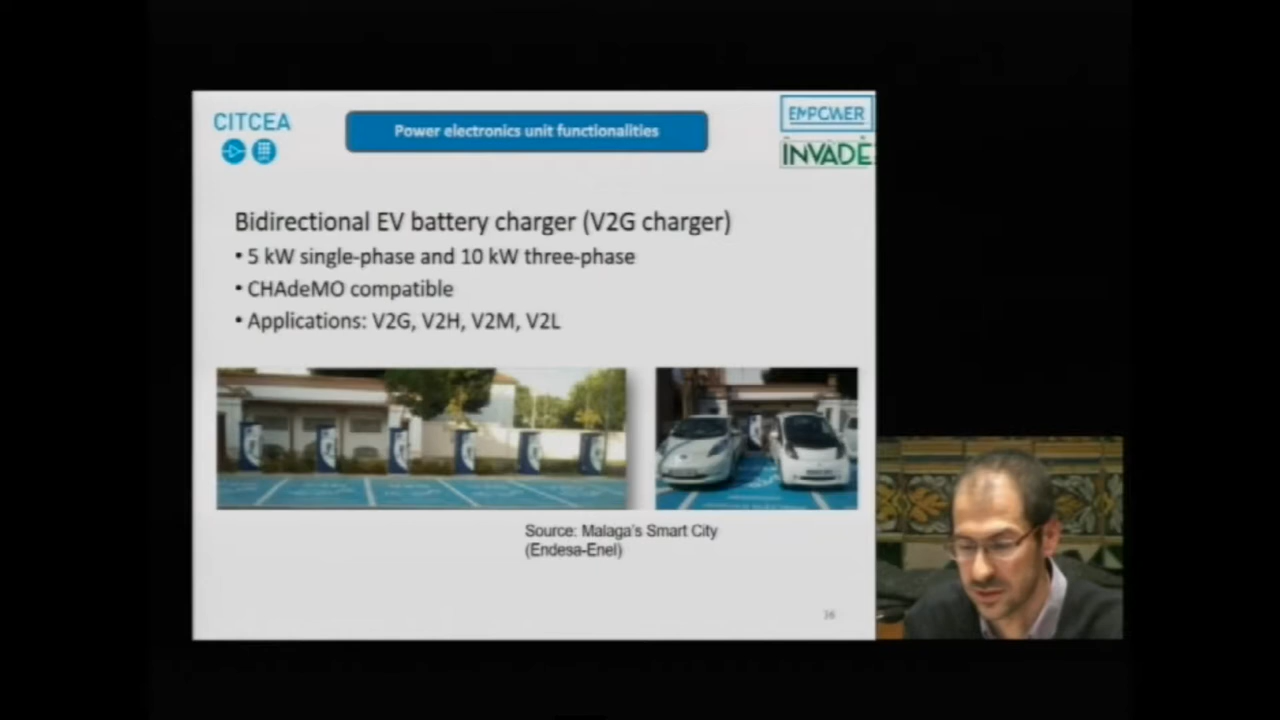 CITCEA
Power electronics unit functionalities
EMPOWER
INVADE
Bidirectional EV battery charger (V2G charger)
• 5 kW single-phase and 10 kW three-phase
• CHAdeMO compatible
• Applications: V2G, V2H, V2M, V2L
Source: Malaga's Smart City
(Endesa-Enel)